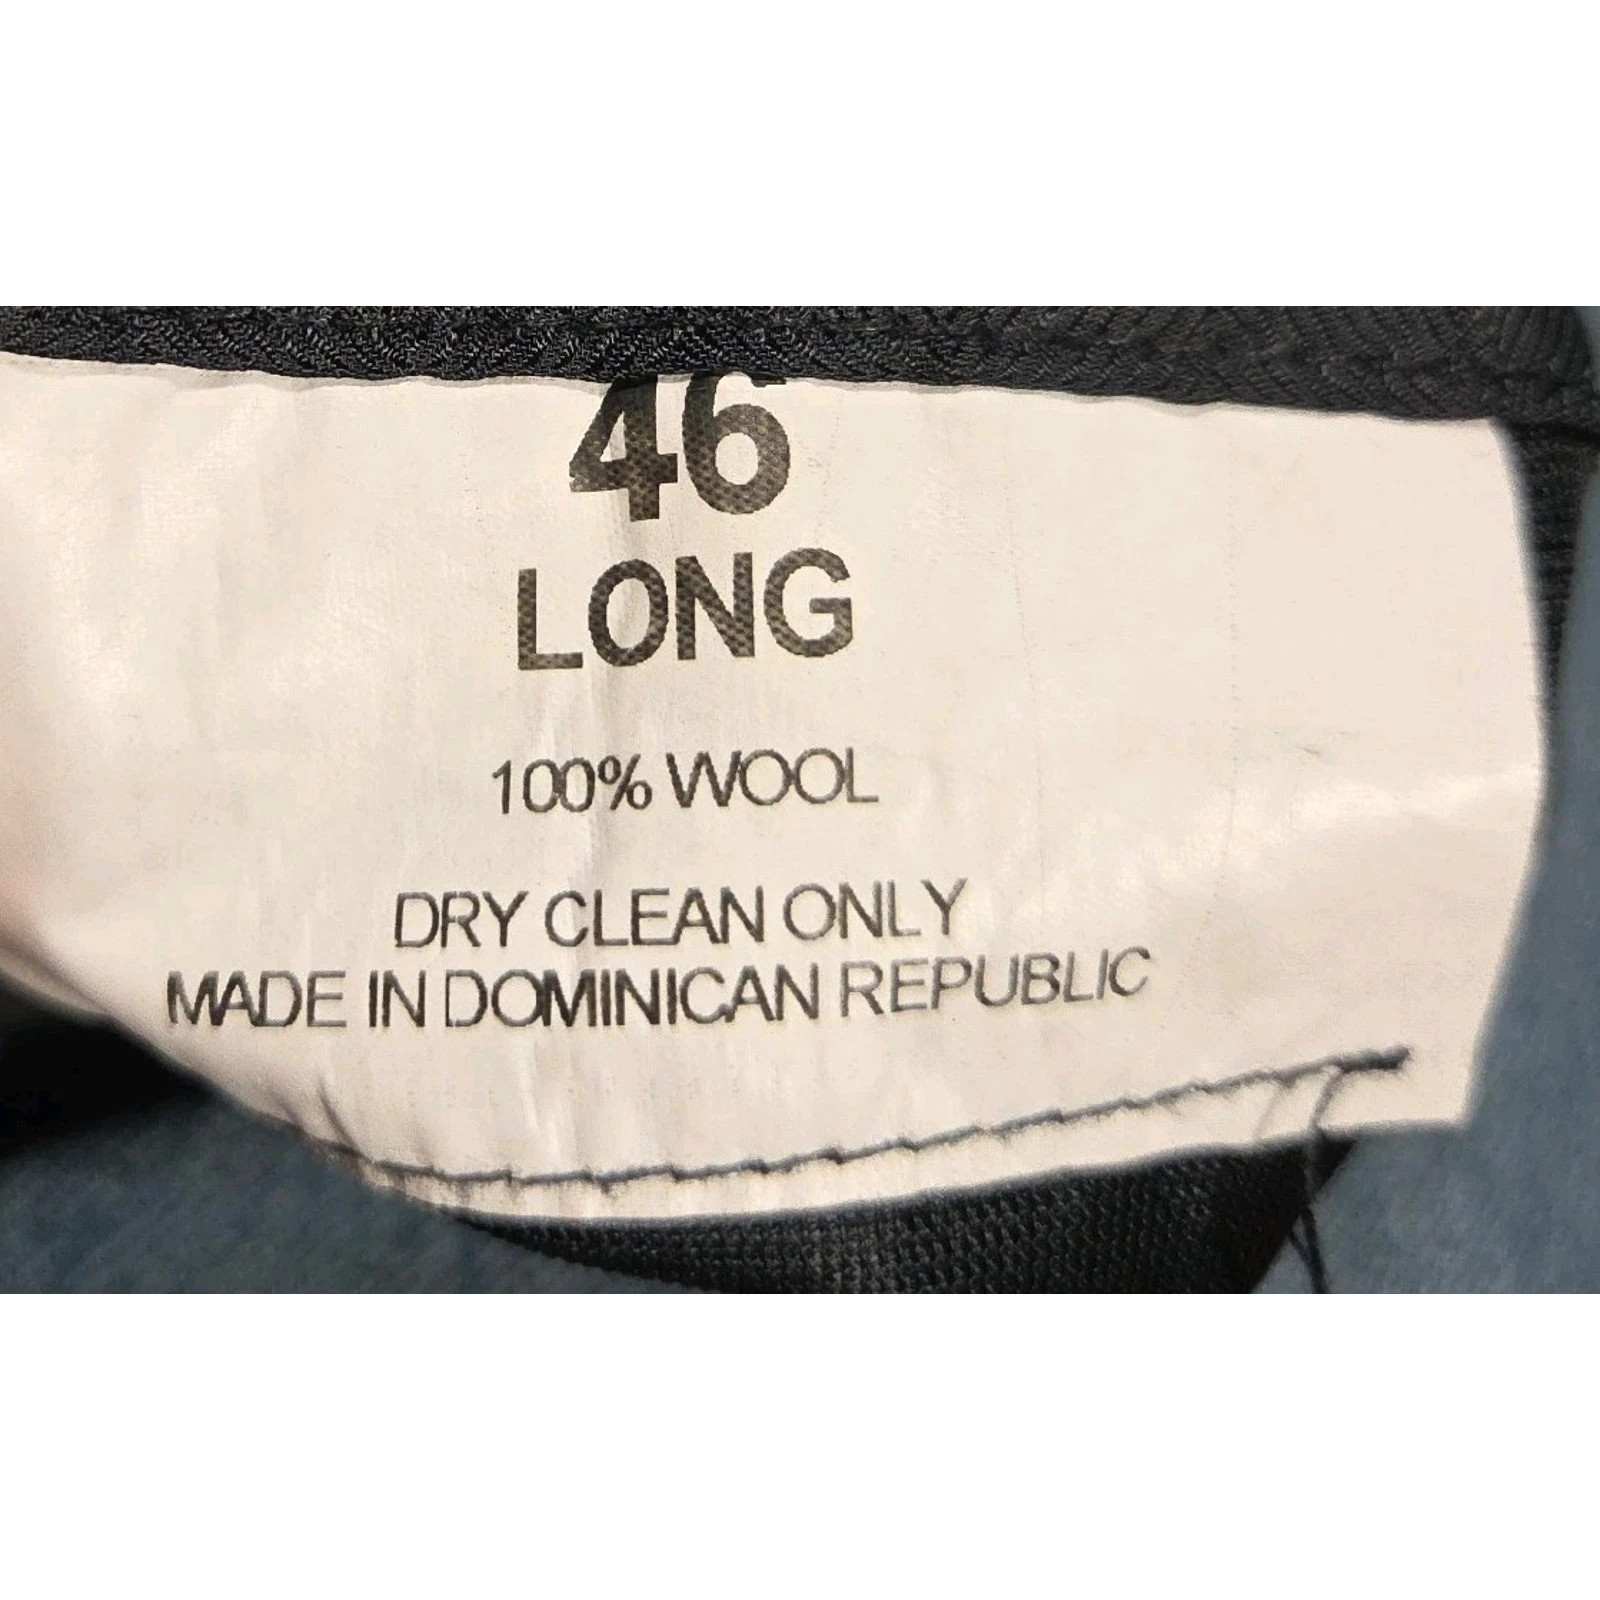 46
LONG
100% WOOL
DRY CLEAN ONLY
MADE IN DOMINICAN REPUBLIC